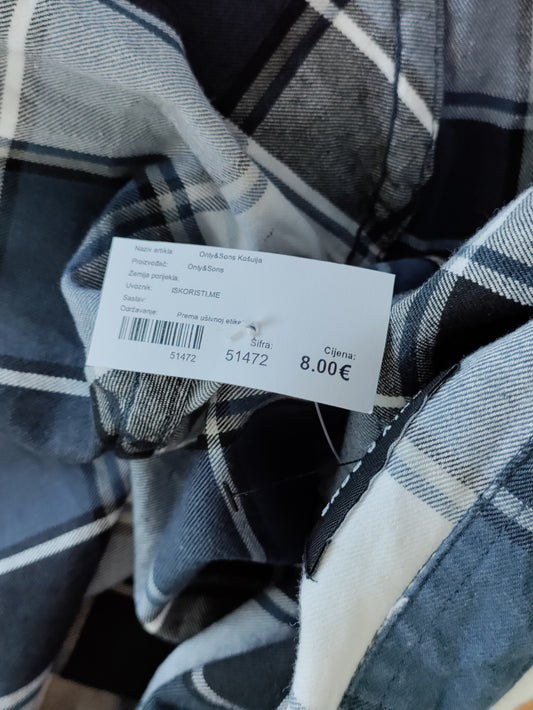 Naziv artikla: Only&Sons Košulja
Proizvođač: Only&Sons
Zemlja porijekla:
Uvoznik: ISKORISTI.ME
Sastav:
Održavanje: Prema ušivnoj etike
51472
Šifra:
51472
Cijena:
8.00€